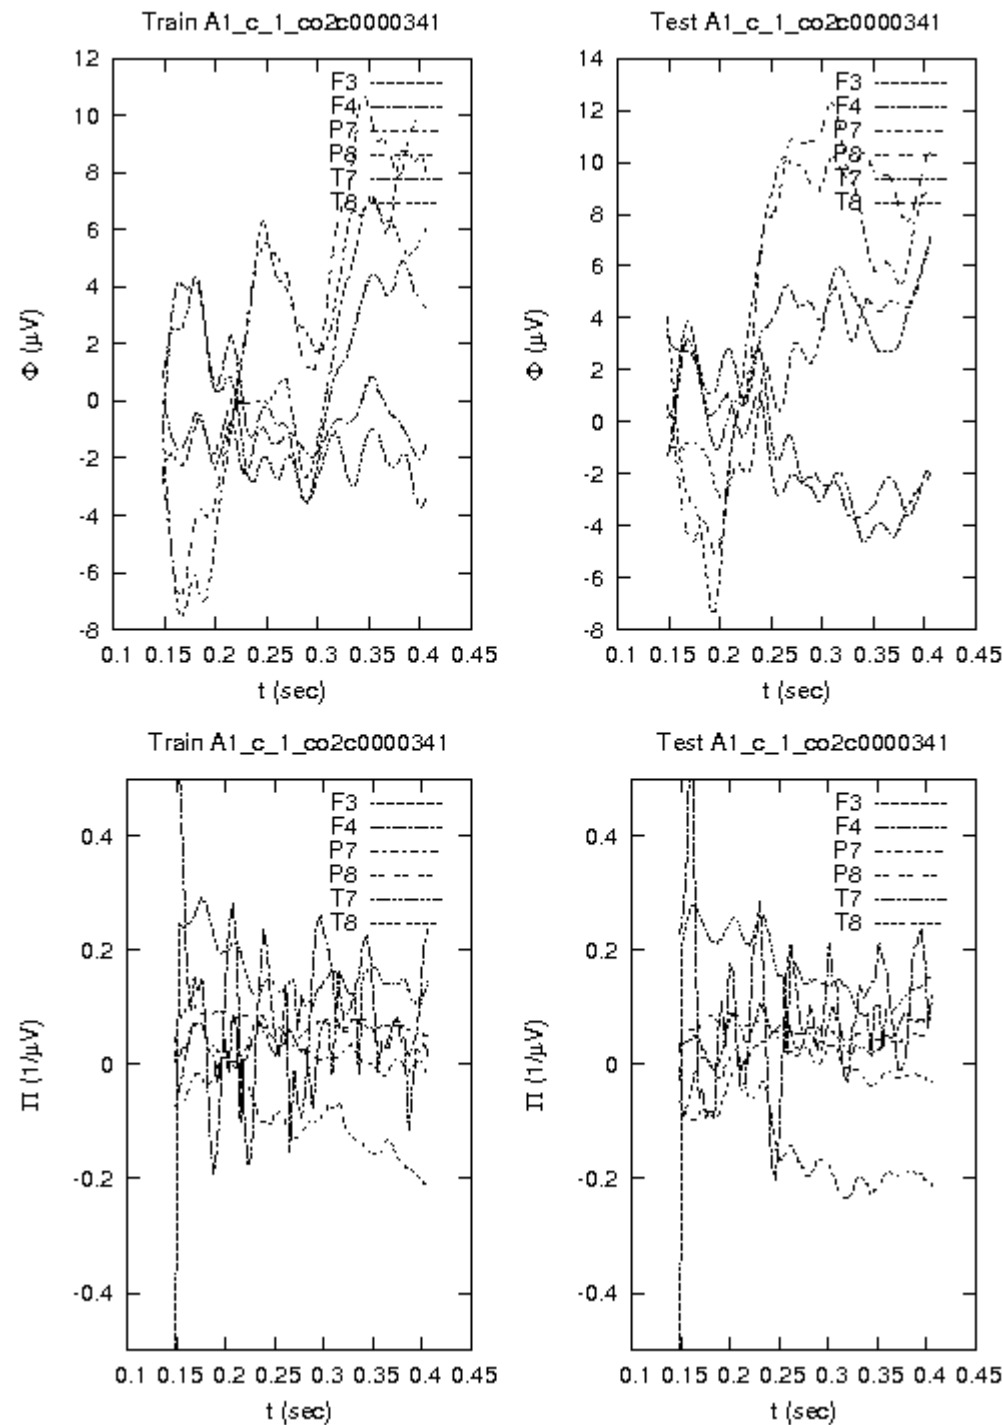 Train A1_c_1_co2c0000341
12
10
8
6
4
2
0
-2
-4
-6
-8
Φ (μV)
F3
F4
P7
P8
T7
T8
0.1 0.15 0.2 0.25 0.3 0.35 0.4 0.45
t (sec)
Test A1_c_1_co2c0000341
14
12
10
8
6
4
2
0
-2
-4
-6
-8
Φ (μV)
F3
F4
P7
P8
T7
T8
0.1 0.15 0.2 0.25 0.3 0.35 0.4 0.45
t (sec)
Train A1_c_1_co2c0000341
0.4
0.2
0
-0.2
-0.4
Π (1/μV)
F3
F4
P7
P8
T7
T8
0.1 0.15 0.2 0.25 0.3 0.35 0.4 0.45
t (sec)
Test A1_c_1_co2c0000341
0.4
0.2
0
-0.2
-0.4
Π (1/μV)
F3
F4
P7
P8
T7
T8
0.1 0.15 0.2 0.25 0.3 0.35 0.4 0.45
t (sec)